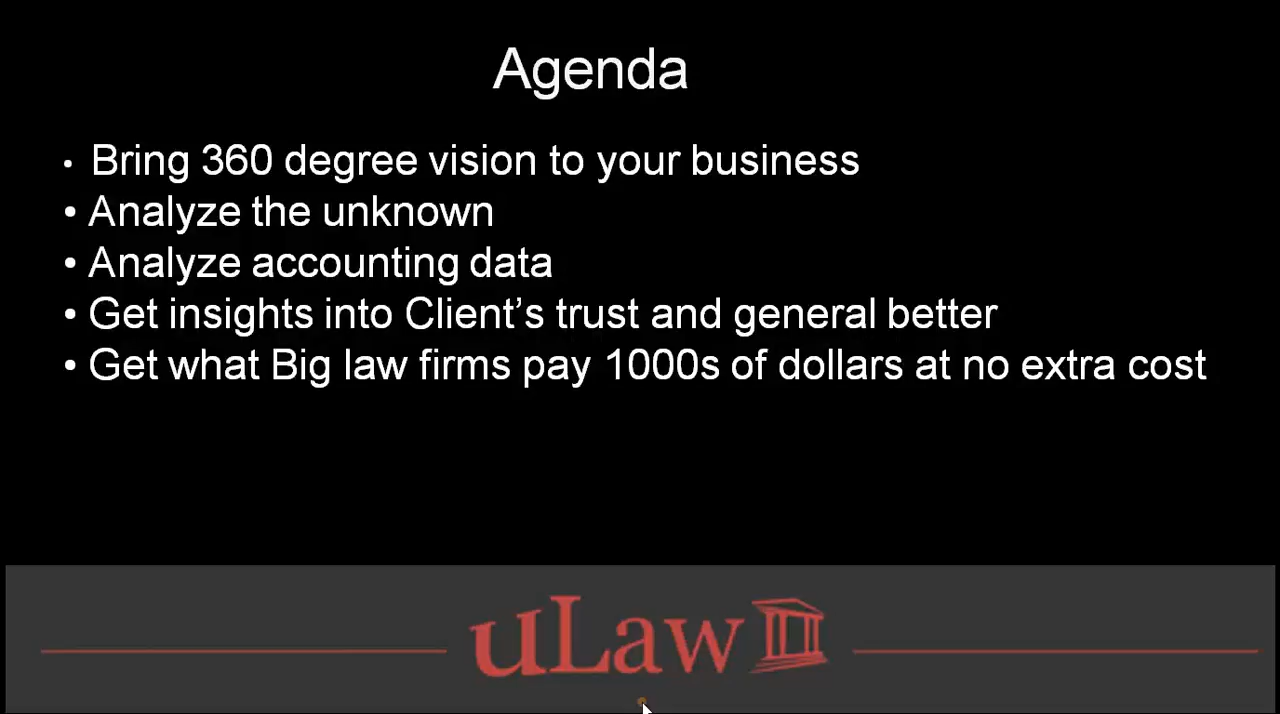 Agenda
• Bring 360 degree vision to your business
• Analyze the unknown
• Analyze accounting data
• Get insights into Client’s trust and general better
• Get what Big law firms pay 1000s of dollars at no extra cost
uLaw